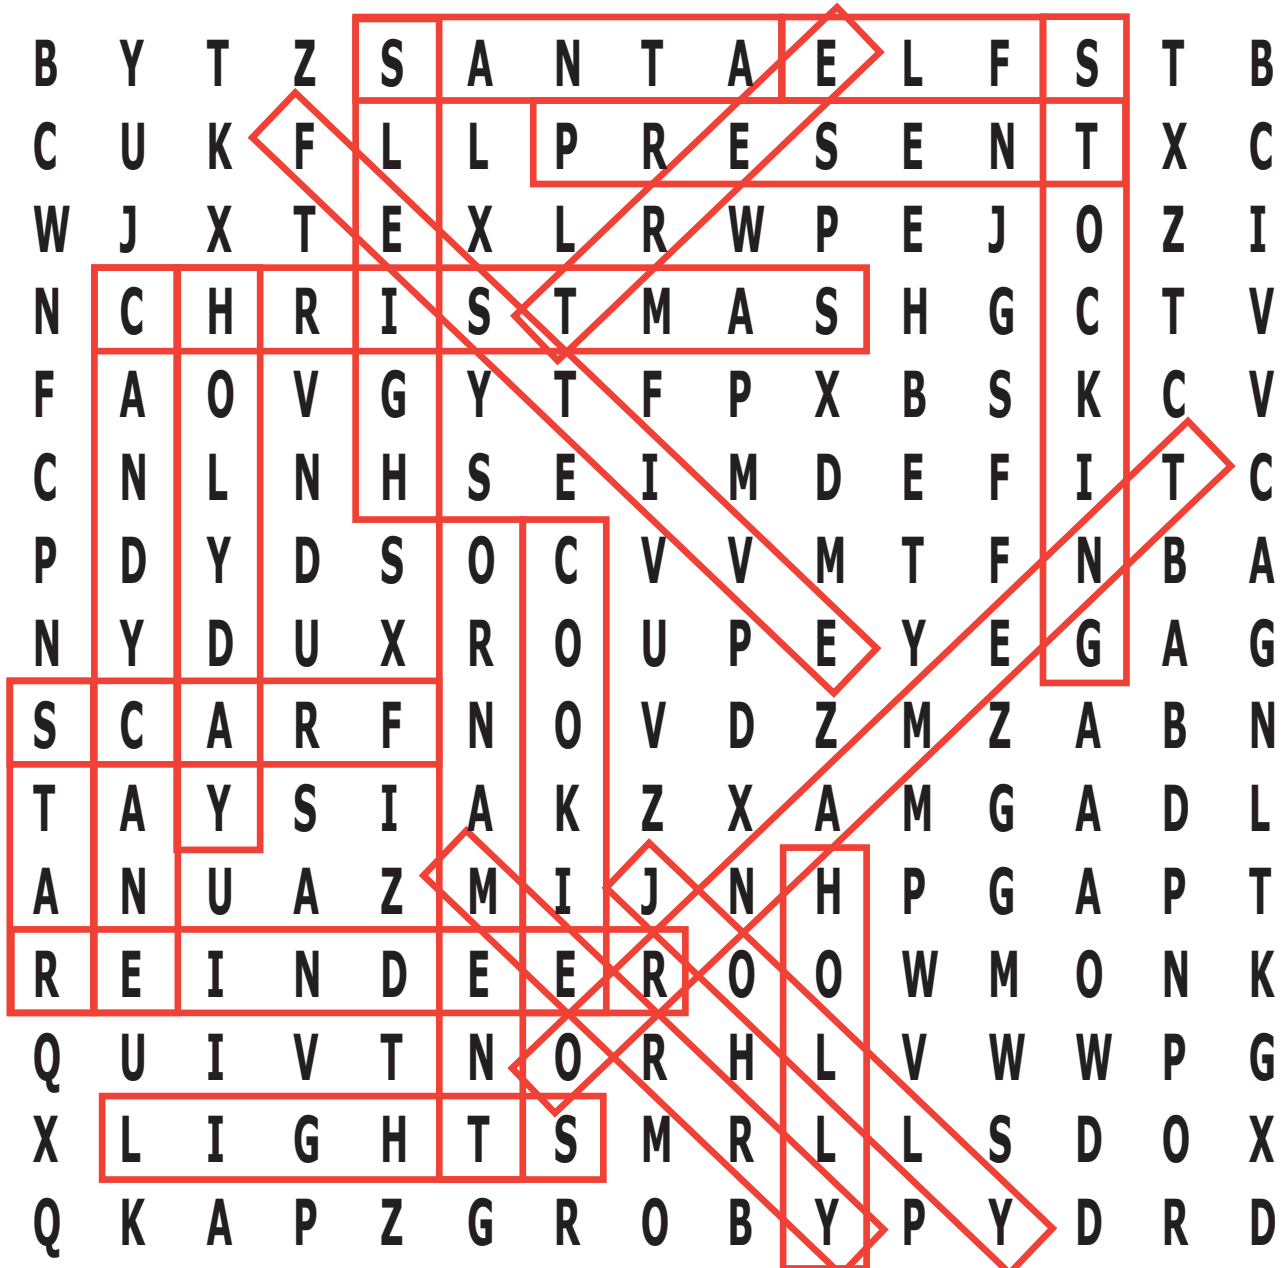 B Y T Z S A N T A E L F S T B
C U K F L L P R E S E N T X C
W J X T E X L R W P E J O Z I
N C H R I S T M A S H G C T V
F A O V G Y T F P X B S K C V
C N L N H S E I M D E F I T C
P D Y D S O C V V M T F N B A
N Y D U X R O U P E Y E G A G
S C A R F N O V D Z M Z A B N
T A Y S I A K Z X A M G A D L
A N U A Z M I J N H P G A P T
R E I N D E E R O O W M O N K
Q U I V T N O R H L V W W P G
X L I G H T S M R L L S D O X
Q K A P Z G R O B Y P Y D R D